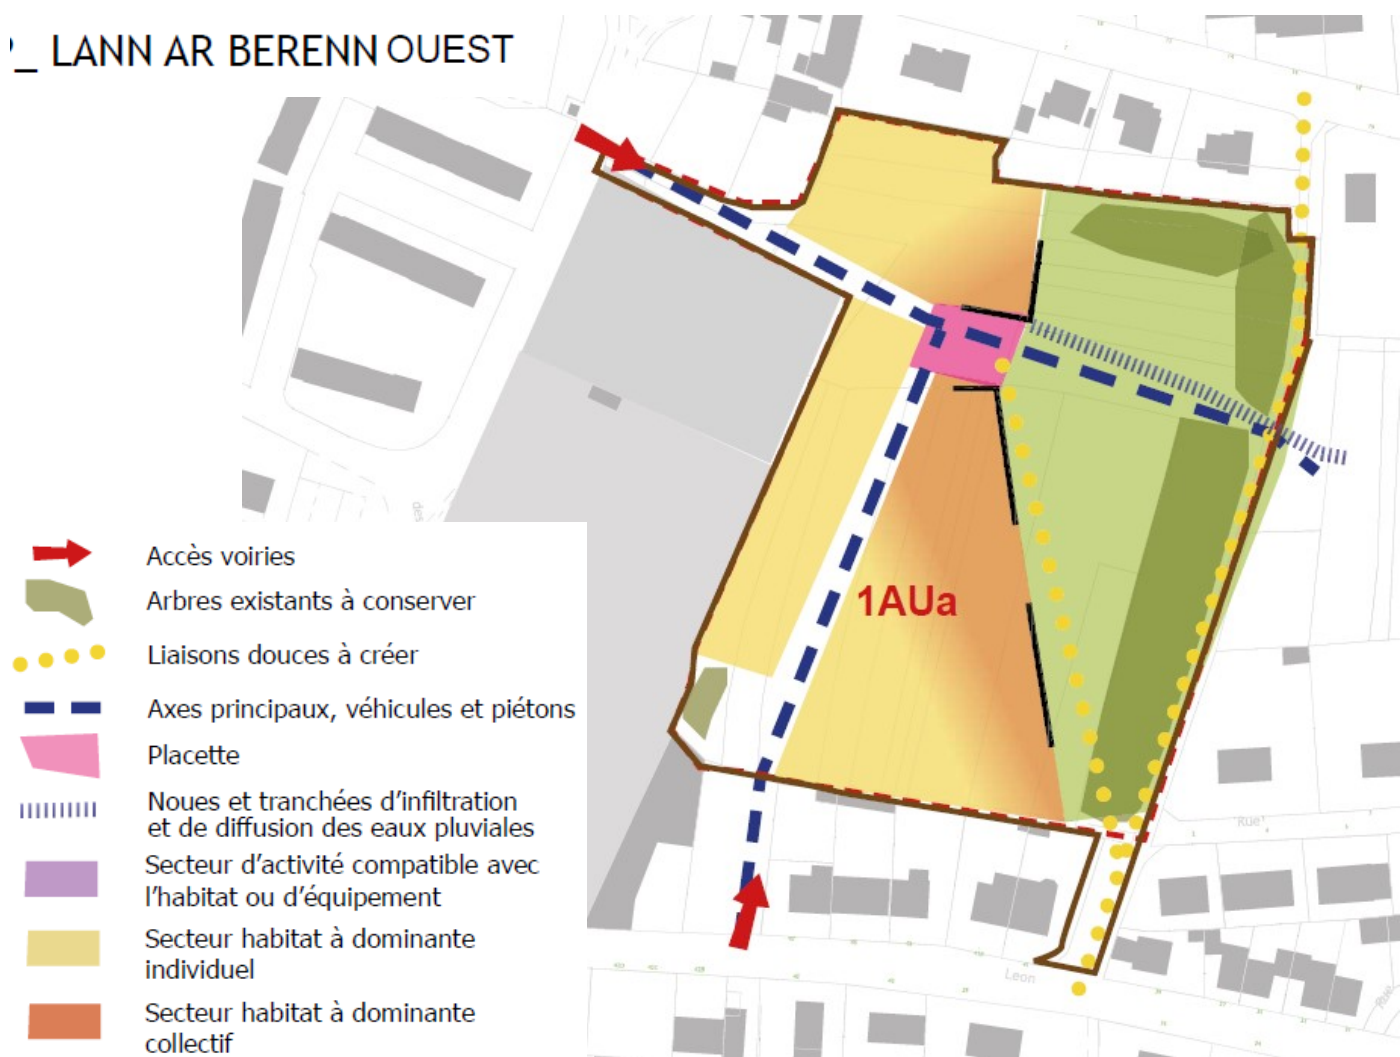 _ LANN AR BERENN OUEST
des
Accès voiries
Arbres existants à conserver
Liaisons douces à créer
Axes principaux, véhicules et piétons
Placette
Noues et tranchées d'infiltration
et de diffusion des eaux pluviales
Secteur d'activité compatible avec
l'habitat ou d'équipement
Secteur habitat à dominante
individuel
Secteur habitat à dominante
collectif
1AUa
Rue
Leon
Rue